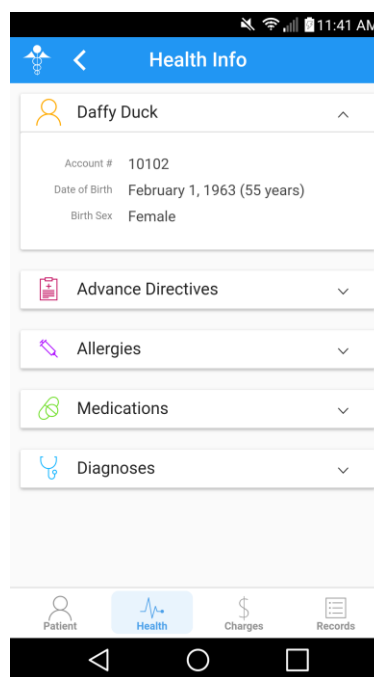 11:41 AM
Health Info
Daffy Duck
Account # 10102
Date of Birth February 1, 1963 (55 years)
Birth Sex Female
Advance Directives
Allergies
Medications
Diagnoses
Patient Health Charges Records